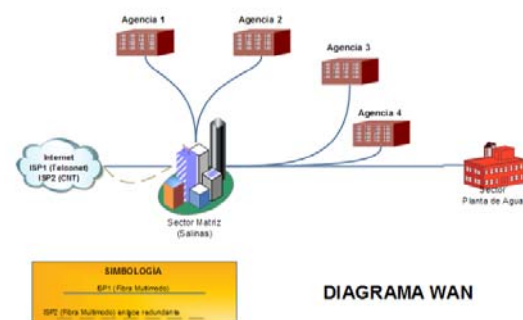 Agencia 1
Agencia 2
Agencia 3
Agencia 4
Internet
ISP1 (Telconet)
ISP2 (CNT)
Sector
Planta de Agua
Sector Matriz
(Salinas)
SIMBOLOGÍA
ISP1 (Fibra Multimodo)
ISP2 (Fibra Multimodo) enlace redundante
DIAGRAMA WAN